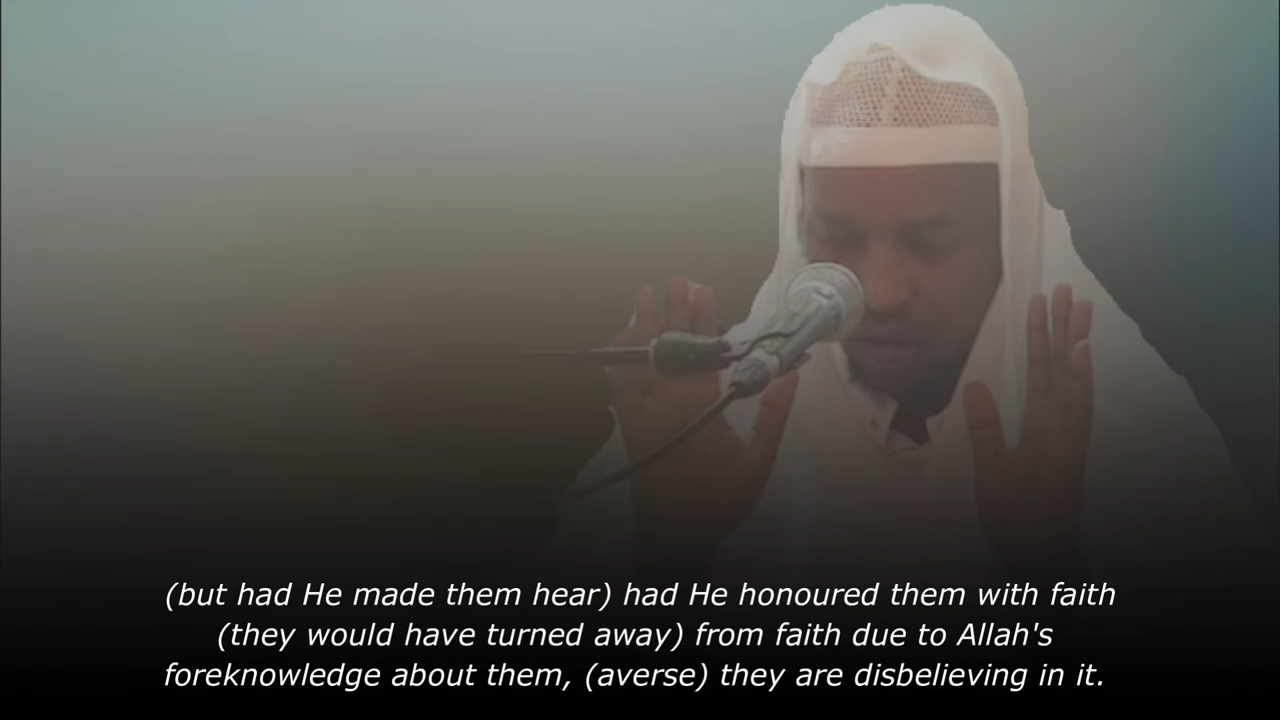 (but had He made them hear) had He honoured them with faith
(they would have turned away) from faith due to Allah's
foreknowledge about them, (averse) they are disbelieving in it.